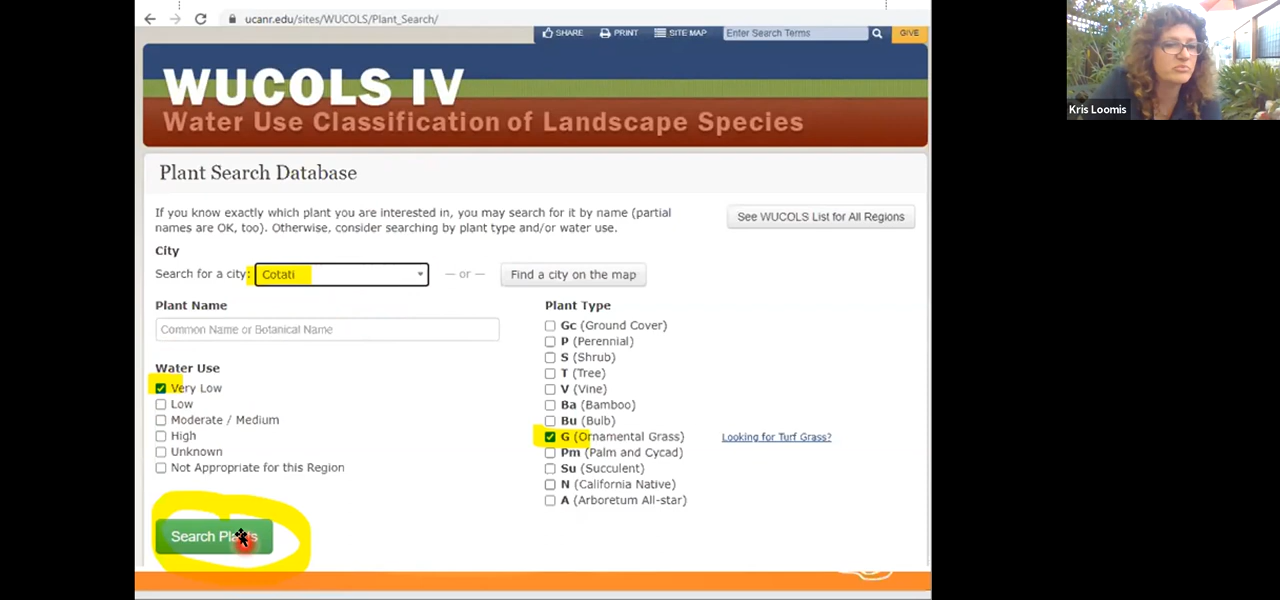 ucanr.edu/sites/WUCOLS/Plant_Search/
SHARE PRINT SITE MAP Enter Search Terms GIVE
WUCOLS IV
Water Use Classification of Landscape Species
Kris Loomis
Plant Search Database
If you know exactly which plant you are interested in, you may search for it by name (partial
names are OK, too). Otherwise, consider searching by plant type and/or water use.
See WUCOLS List for All Regions
City
Search for a city: Cotati — or — Find a city on the map
Plant Name
Common Name or Botanical Name
Water Use
Very Low
Low
Moderate / Medium
High
Unknown
Not Appropriate for this Region
Plant Type
Gc (Ground Cover)
P (Perennial)
S (Shrub)
T (Tree)
V (Vine)
Ba (Bamboo)
Bu (Bulb)
G (Ornamental Grass) Looking for Turf Grass?
Pm (Palm and Cycad)
Su (Succulent)
N (California Native)
A (Arboretum All-star)
Search Plants